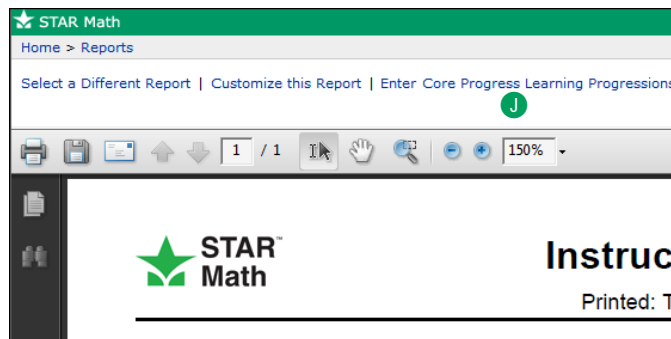 STAR Math
Home > Reports
Select a Different Report | Customize this Report | Enter Core Progress Learning Progressions
J
1 / 1 150%
STAR™
Math
Instruc
Printed: T